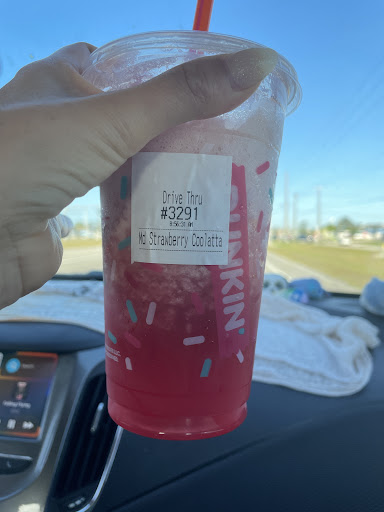 Drive Thru
#3291
Md Strawberry Coolatta
DUNKIN'